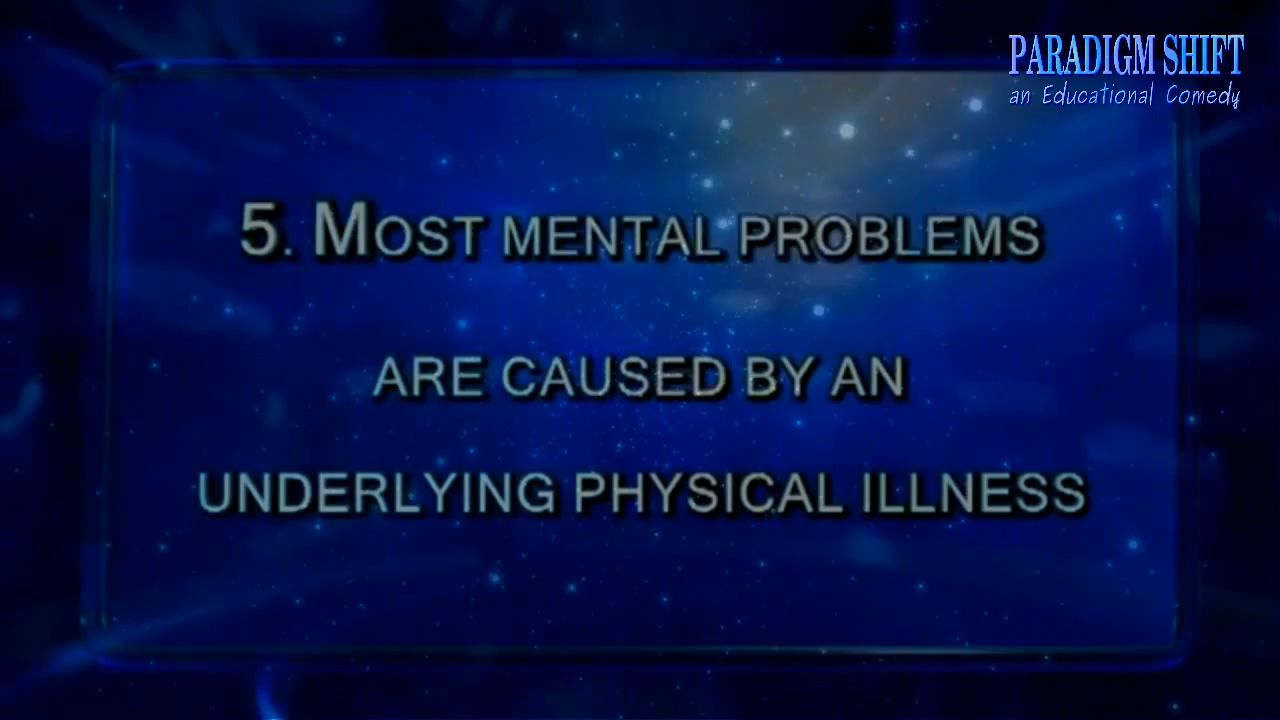 PARADIGM SHIFT
an Educational Comedy
5. MOST MENTAL PROBLEMS
ARE CAUSED BY AN
UNDERLYING PHYSICAL ILLNESS